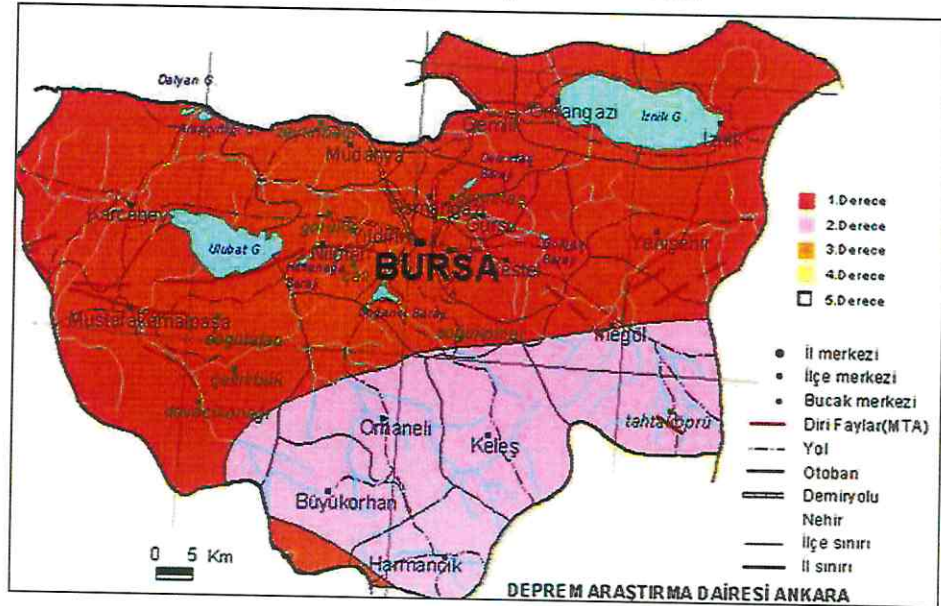 Dalyan G.
Gemlik
Orhangazi
İznik G.
İznik
Mudanya
Karacabey
Ulubat G.
Nilüfer
Gürsu
BURSA
Yenişehir
Kestel
Mustafakemalpaşa
İnegöl
tahtaköprü
Orhaneli
Keleş
Büyükorhan
Harmancık
1.Derece
2.Derece
3.Derece
4.Derece
5.Derece
İl merkezi
İlçe merkezi
Bucak merkezi
Diri Faylar(MTA)
Yol
Otoban
Demiryolu
Nehir
İlçe sınırı
İl sınırı
0 5 Km
DEPREM ARAŞTIRMA DAİRESİ ANKARA